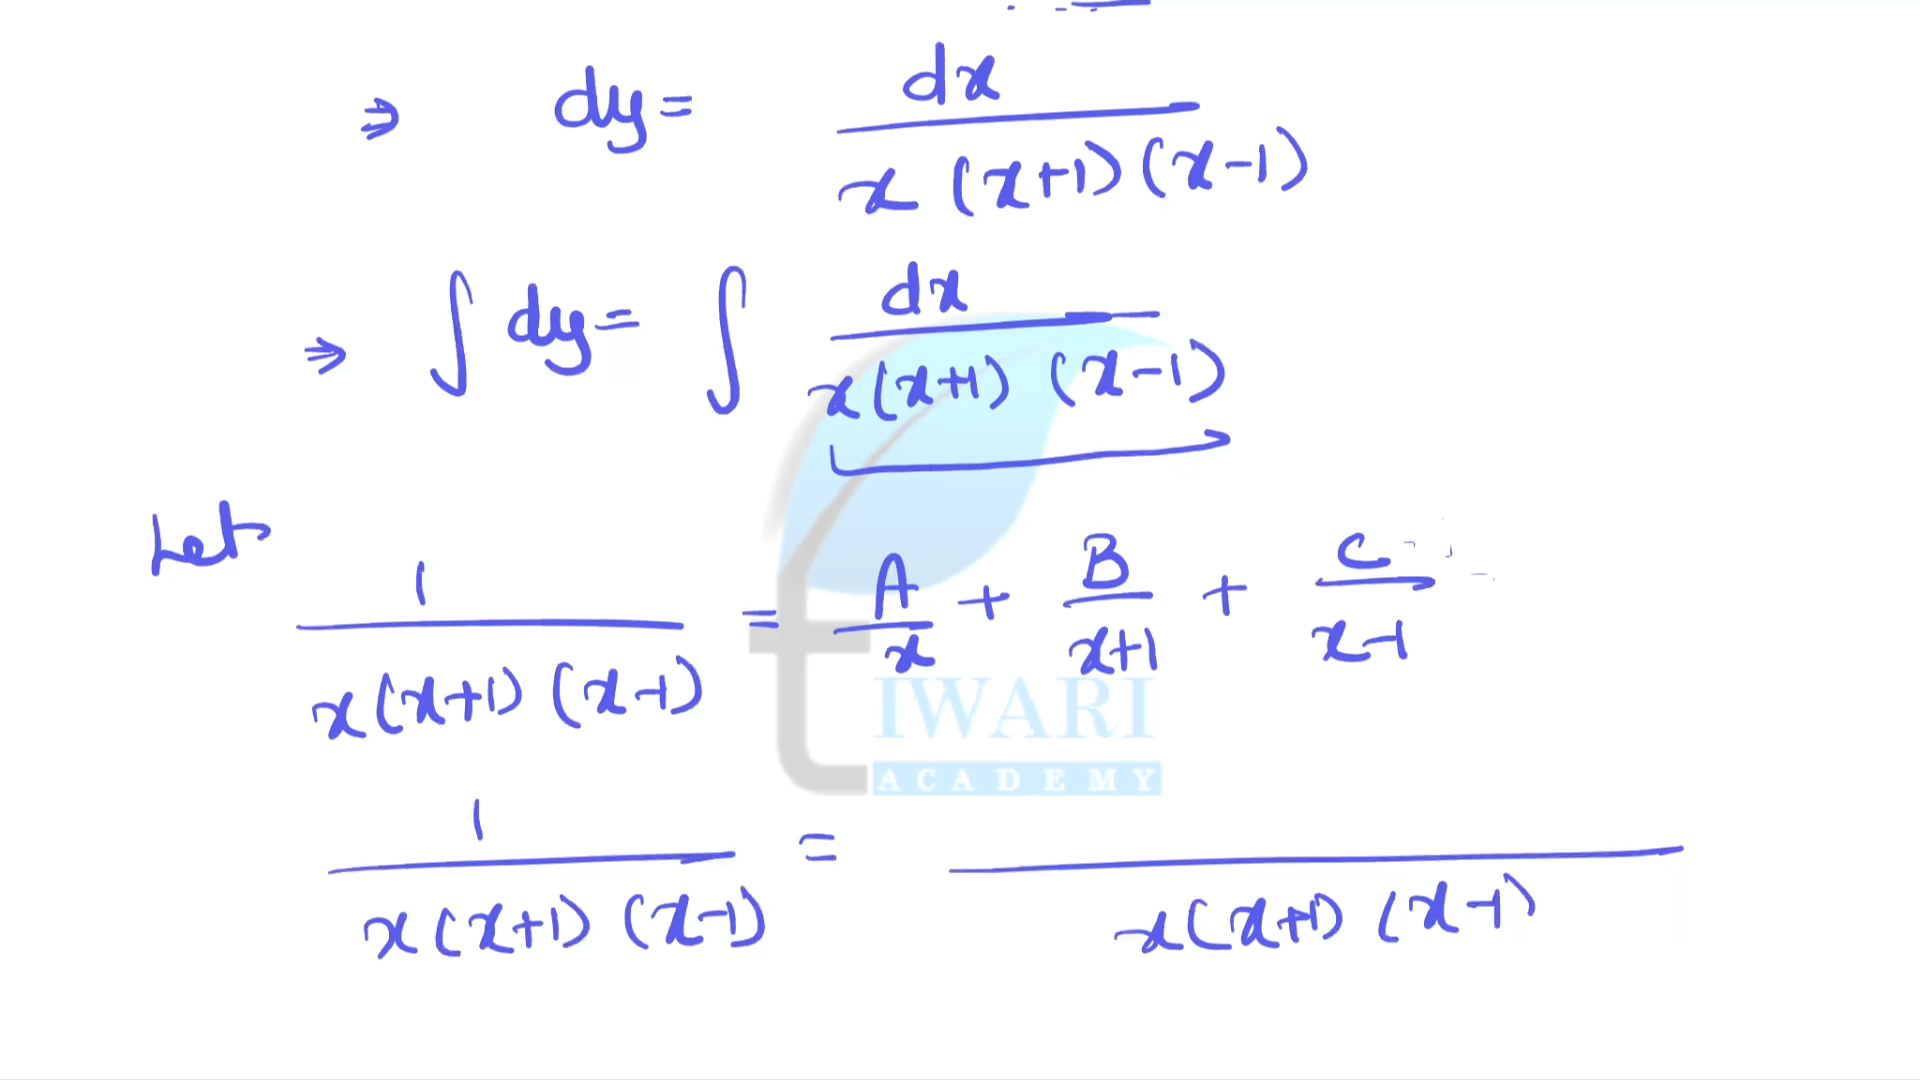 ⇒ dy = dx / x (x+1) (x-1)
⇒ ∫ dy = ∫ dx / x(x+1) (x-1)
Let
1 / x(x+1) (x-1) = A/x + B/x+1 + C/x-1
IWARI
ACADEMY
1 / x(x+1) (x-1) = / x(x+1) (x-1)